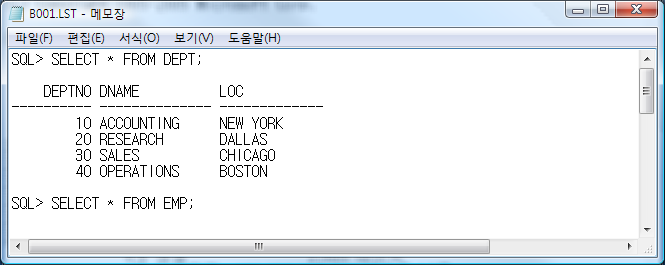 B001.LST - 메모장
파일(F) 편집(E) 서식(O) 보기(V) 도움말(H)
SQL> SELECT * FROM DEPT;
DEPTNO DNAME LOC
---------- -------------- -------------
10 ACCOUNTING NEW YORK
20 RESEARCH DALLAS
30 SALES CHICAGO
40 OPERATIONS BOSTON
SQL> SELECT * FROM EMP;